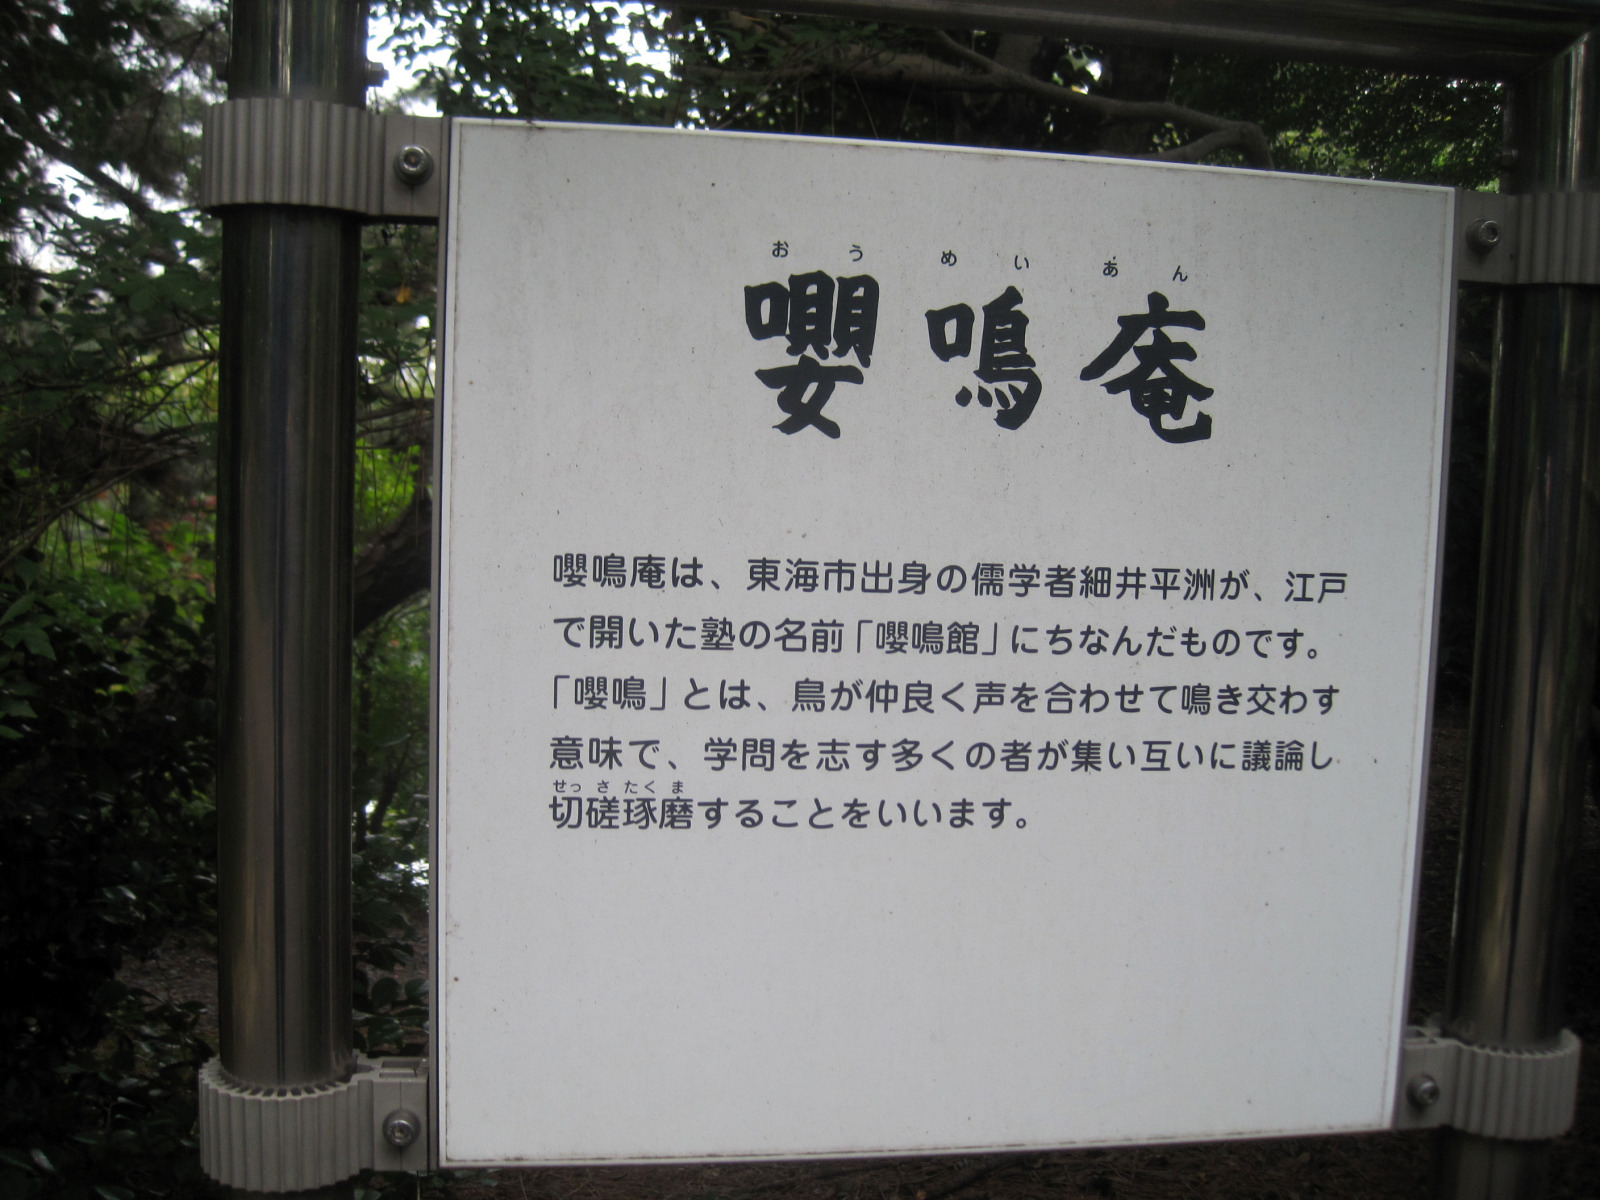 おうめいあん
嚶鳴庵
嚶鳴庵は、東海市出身の儒学者細井平洲が、江戸
で開いた塾の名前「嚶鳴館」にちなんだものです。
「嚶鳴」とは、鳥が仲良く声を合わせて鳴き交わす
意味で、学問を志す多くの者が集い互いに議論し
せっさたくま
切磋琢磨することをいいます。